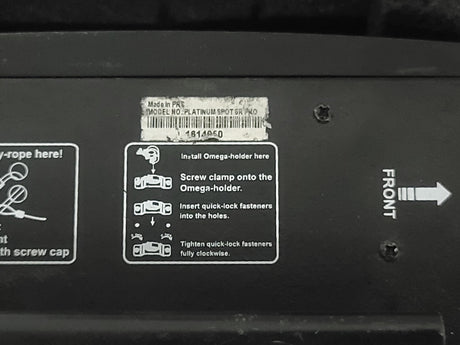 Made in PRC
MODEL NO: PLATINUM SPOT 5R PRO
1614060
Install Omega-holder here
Screw clamp onto the
Omega-holder.
Insert quick-lock fasteners
into the holes.
Tighten quick-lock fasteners
fully clockwise.
y-rope here!
th screw cap
FRONT